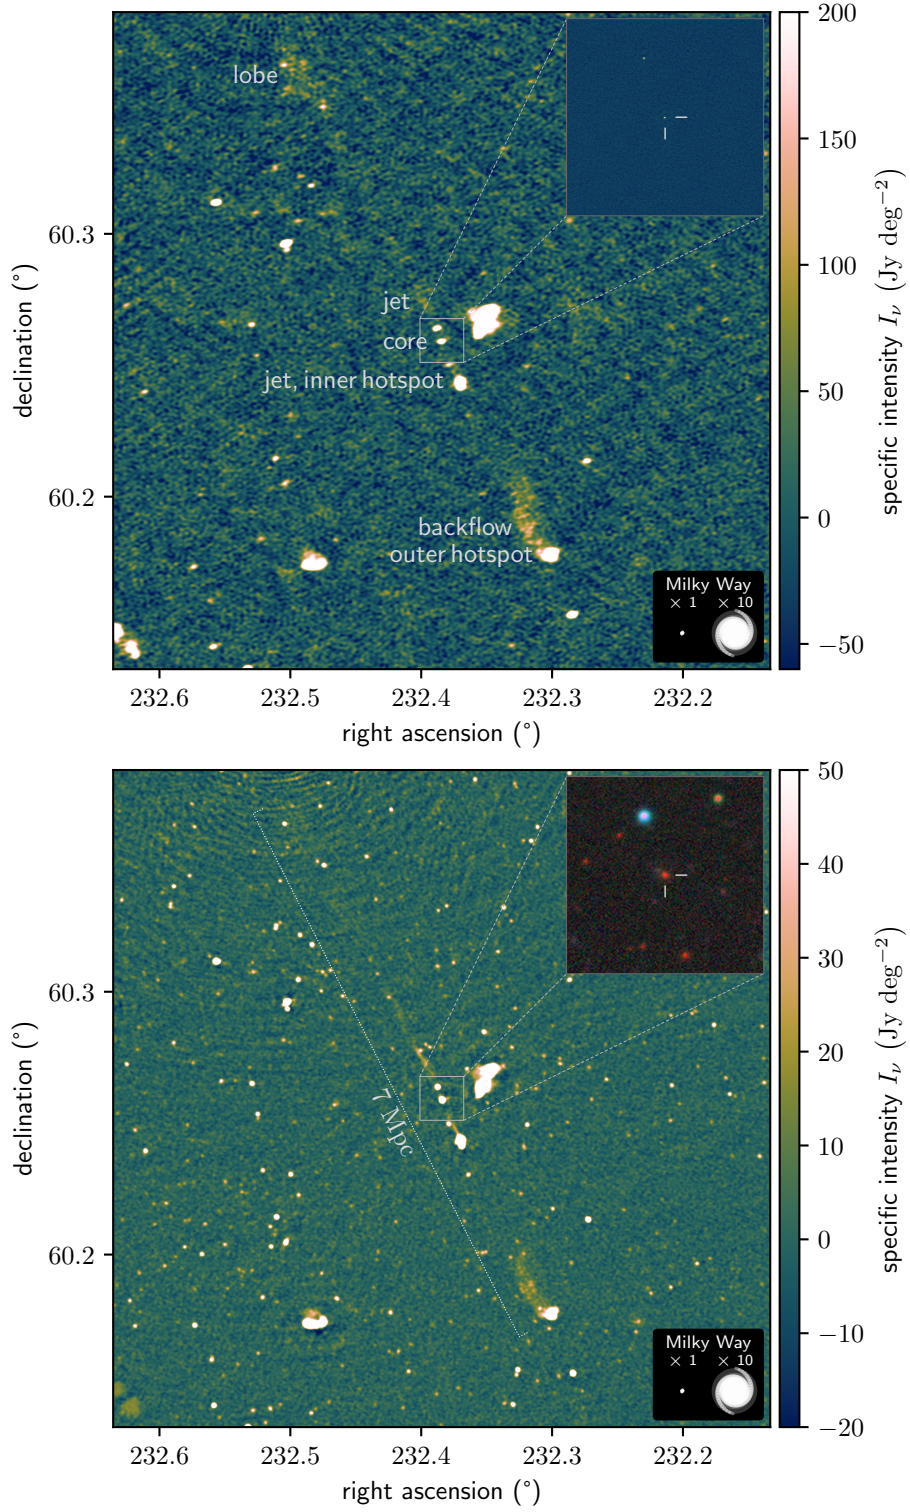 lobe
jet
core
jet, inner hotspot
backflow
outer hotspot
Milky Way
× 1 × 10
60.3
60.2
declination (°)
232.6 232.5 232.4 232.3 232.2
right ascension (°)
200
150
100
50
0
−50
specific intensity Iν (Jy deg−2)
7 Mpc
Milky Way
× 1 × 10
60.3
60.2
declination (°)
232.6 232.5 232.4 232.3 232.2
right ascension (°)
50
40
30
20
10
0
−10
−20
specific intensity Iν (Jy deg−2)